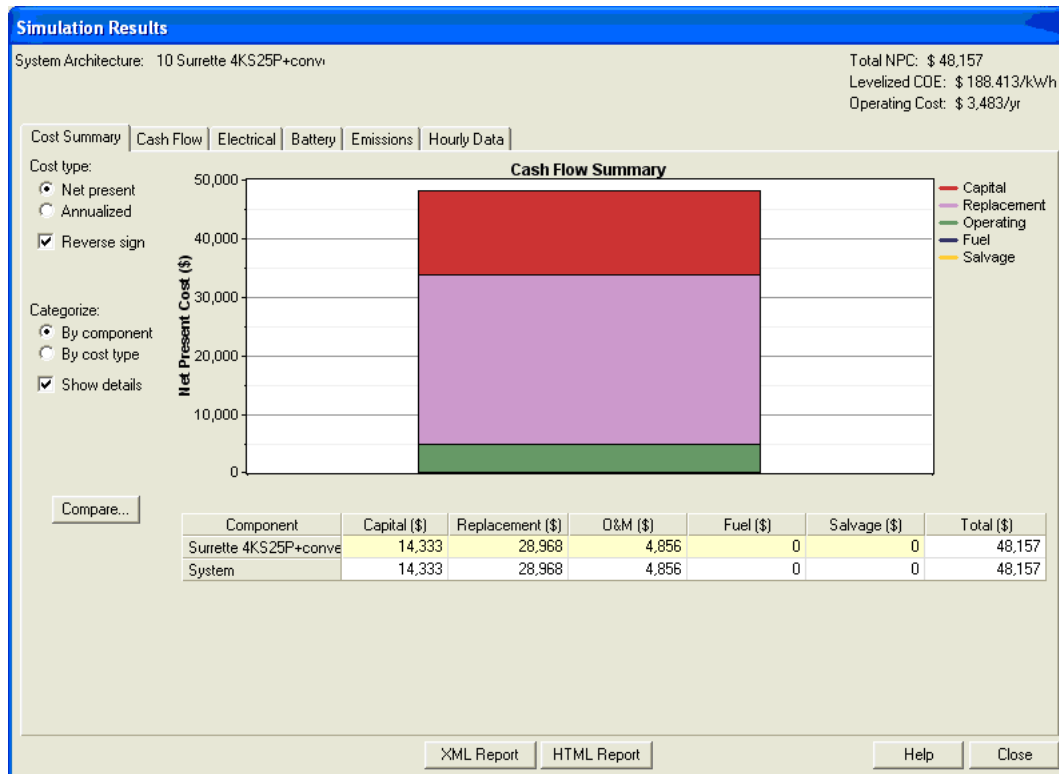 Simulation Results
System Architecture: 10 Surrette 4KS25P+conv
Total NPC: $ 48,157
Levelized COE: $ 188.413/kWh
Operating Cost: $ 3,483/yr
Cost Summary Cash Flow Electrical Battery Emissions Hourly Data
Cost type:
Net present
Annualized
Reverse sign
Categorize:
By component
By cost type
Show details
Compare...
Cash Flow Summary
Net Present Cost ($)
50,000
40,000
30,000
20,000
10,000
0
Capital
Replacement
Operating
Fuel
Salvage
Component Capital ($) Replacement ($) O&M ($) Fuel ($) Salvage ($) Total ($)
Surrette 4KS25P+conve 14,333 28,968 4,856 0 0 48,157
System 14,333 28,968 4,856 0 0 48,157
XML Report HTML Report Help Close